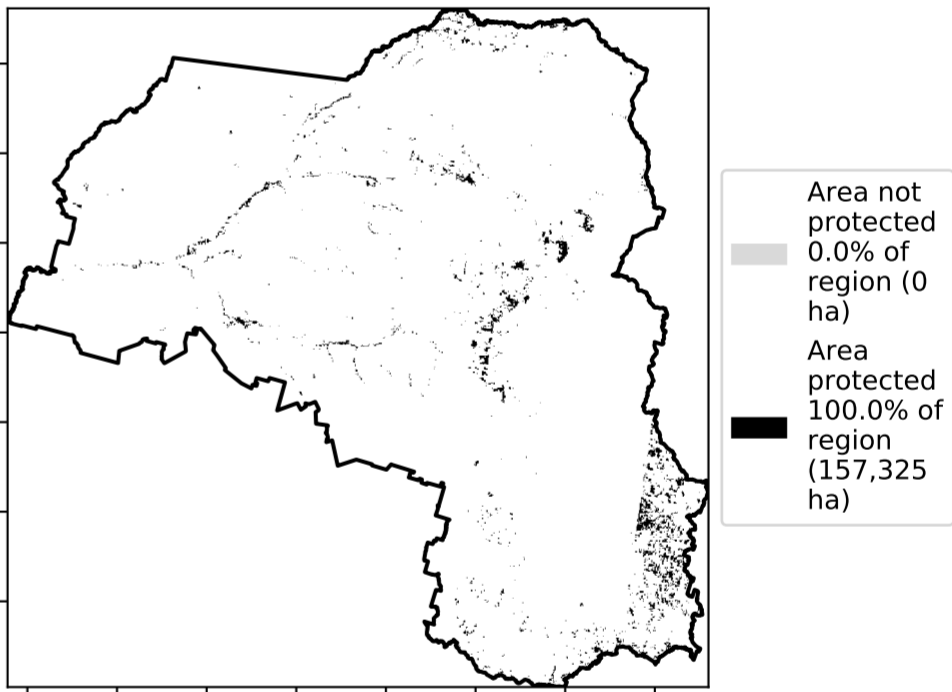 Area not
protected
0.0% of
region (0
ha)
Area
protected
100.0% of
region
(157,325
ha)